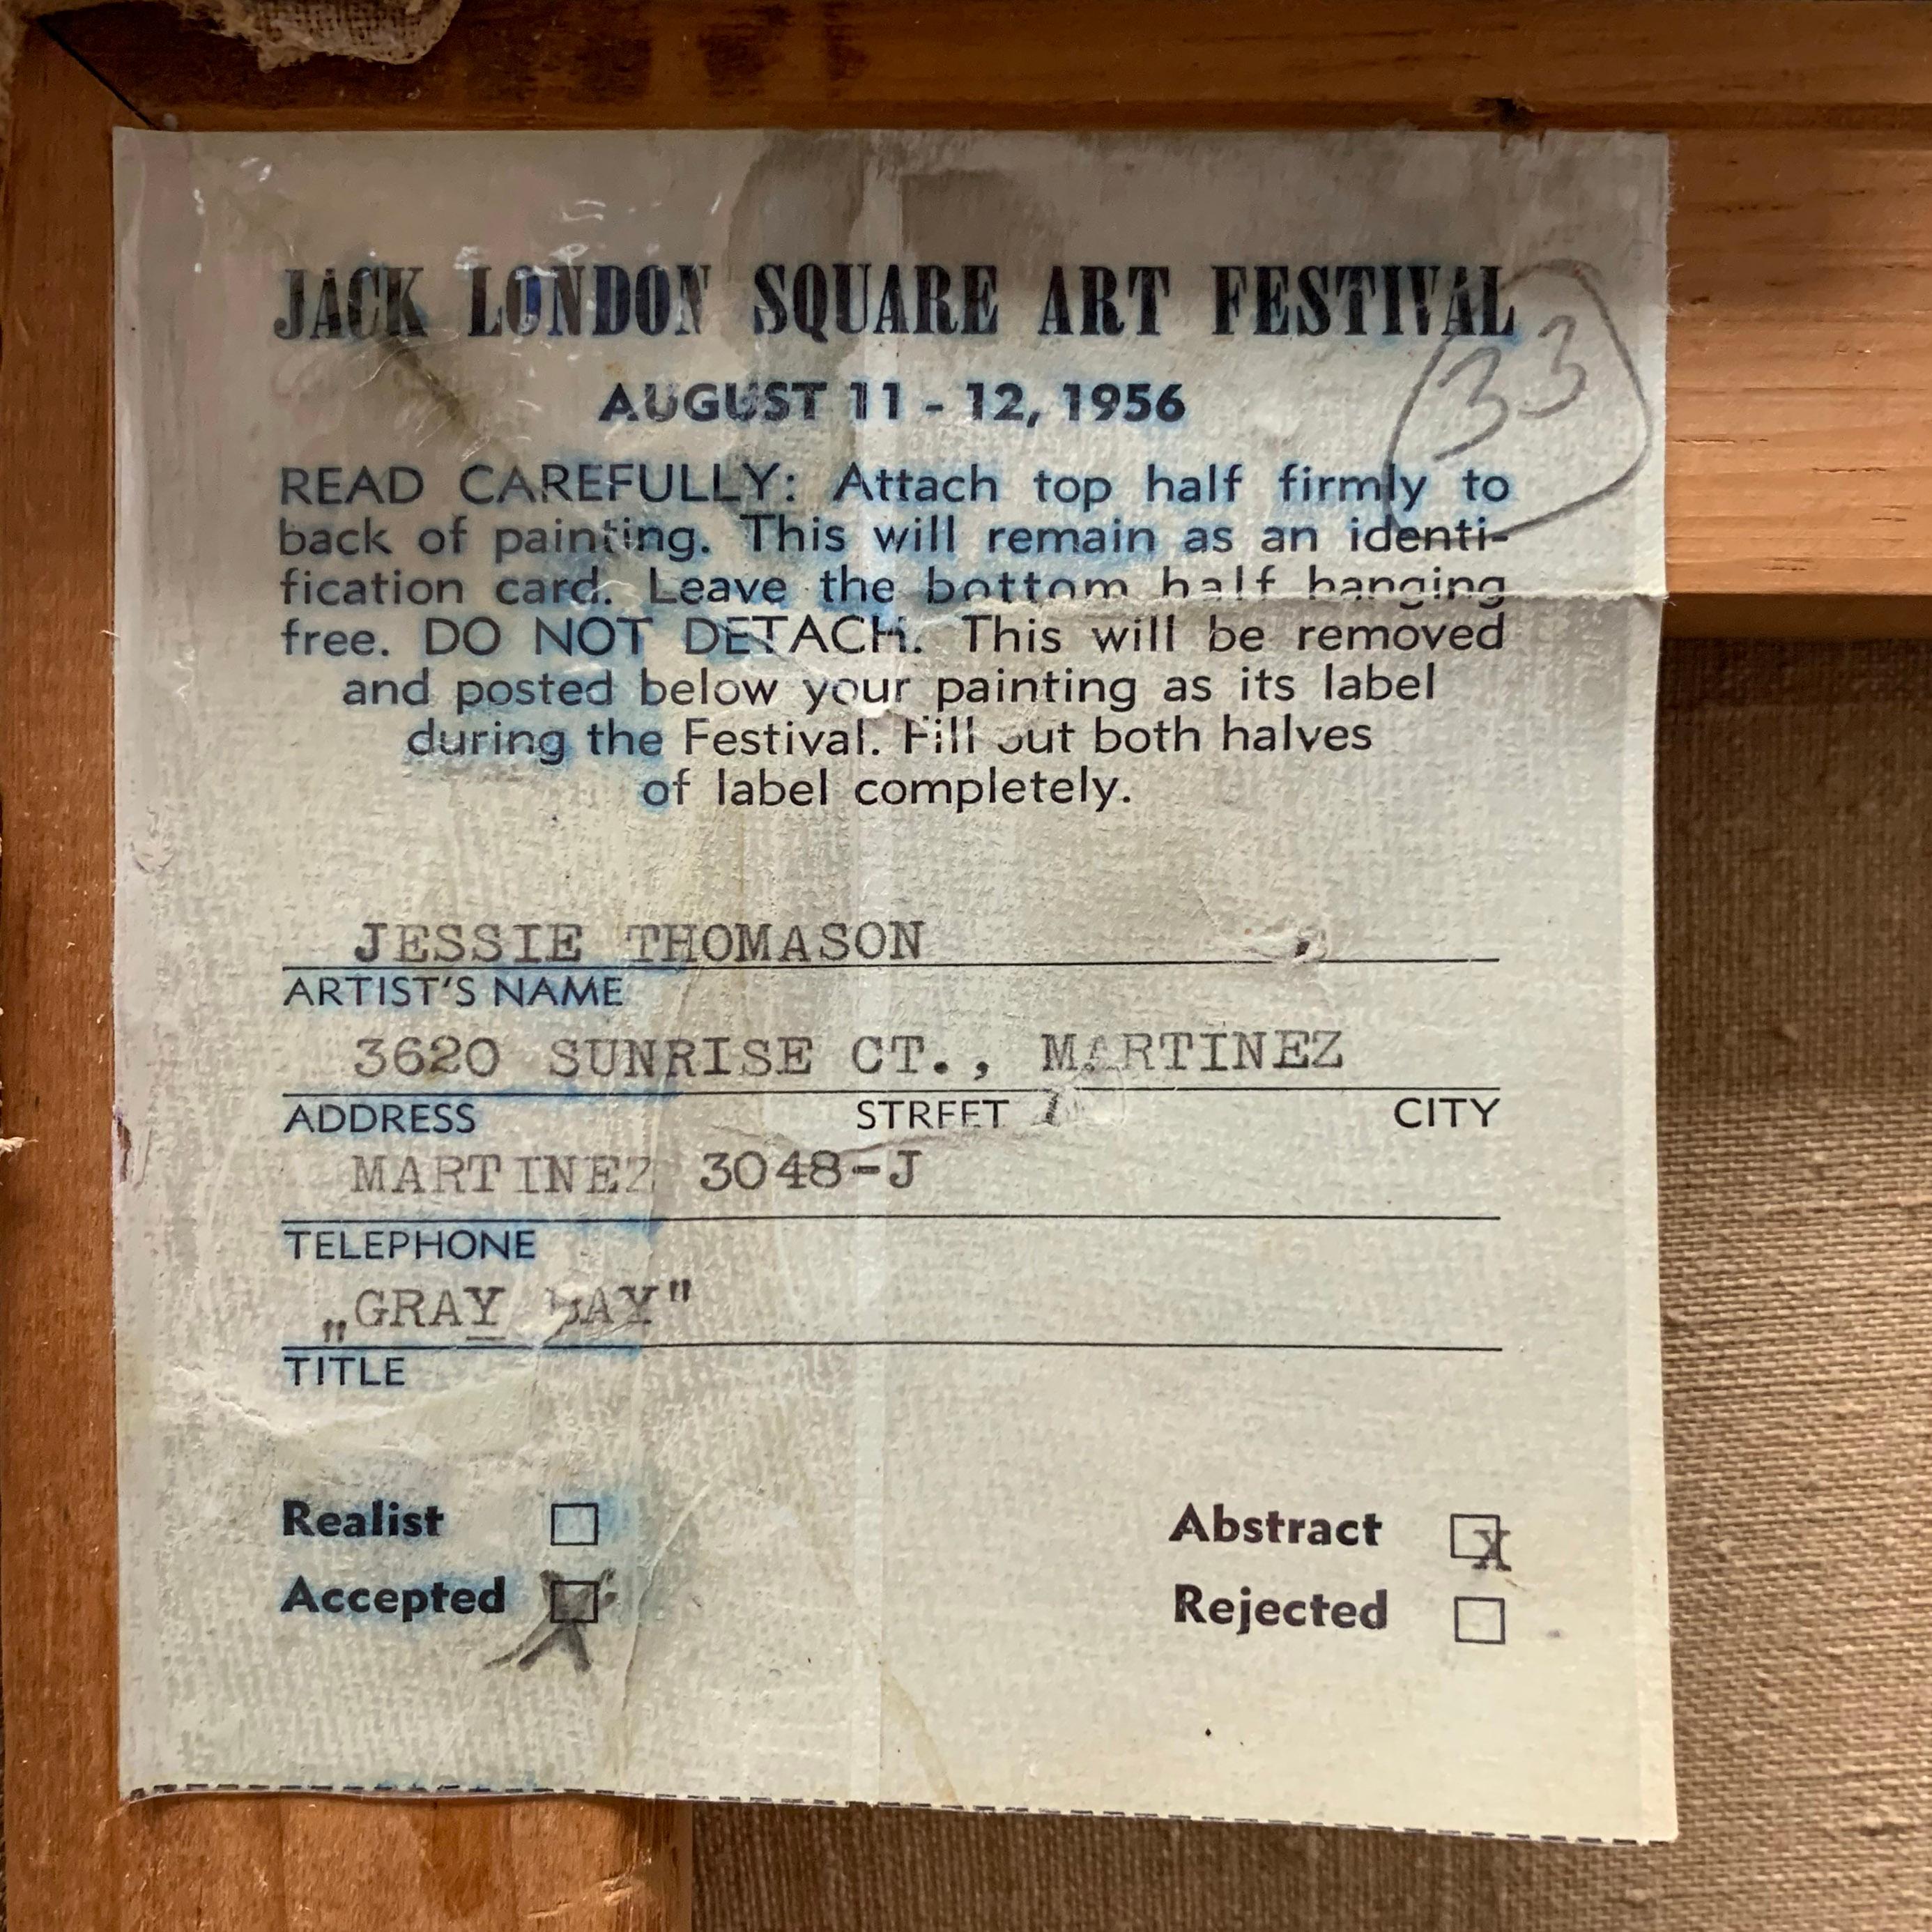 JACK LONDON SQUARE ART FESTIVAL
33
AUGUST 11 - 12, 1956
READ CAREFULLY: Attach top half firmly to
back of painting. This will remain as an identi-
fication card. Leave the bottom half hanging
free. DO NOT DETACH. This will be removed
and posted below your painting as its label
during the Festival. Fill out both halves
of label completely.
JESSIE THOMASON
ARTIST'S NAME
3620 SUNRISE CT., MARTINEZ
ADDRESS STREET CITY
MARTINEZ 3048-J
TELEPHONE
„GRAY "
TITLE
Realist Abstract X
Accepted X Rejected